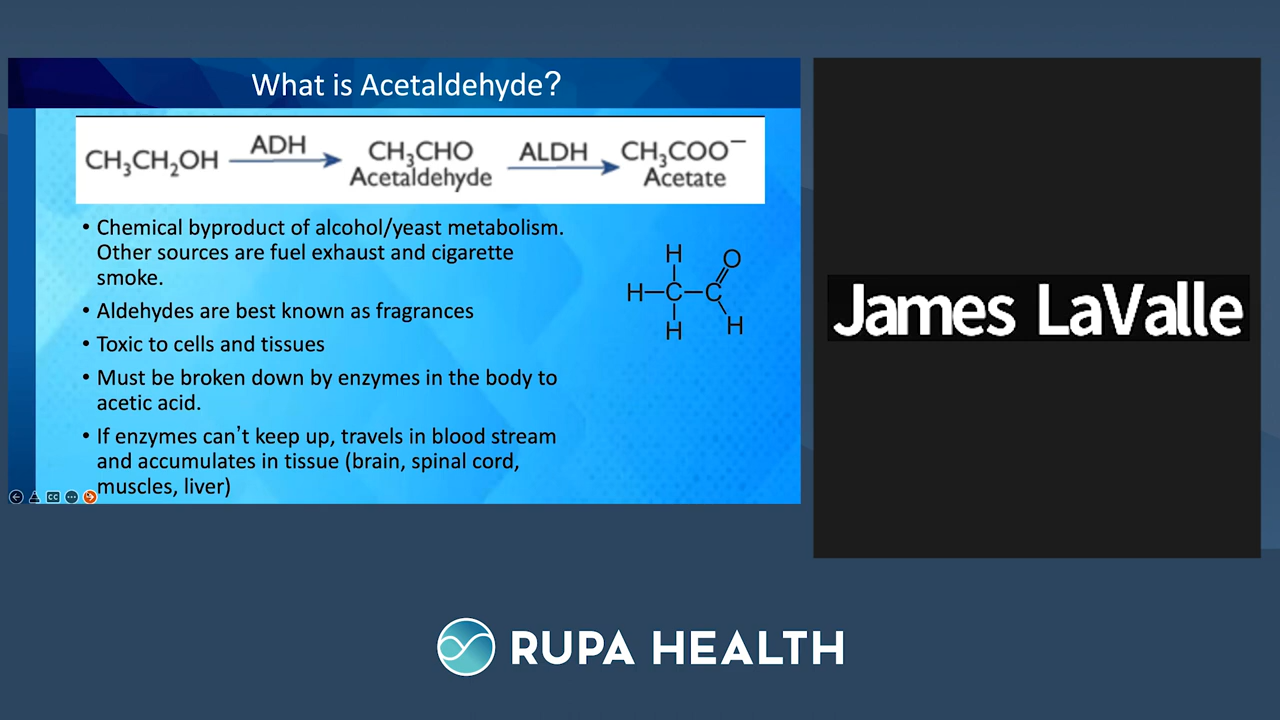 What is Acetaldehyde?
CH₃CH₂OH ADH CH₃CHO ALDH CH₃COO⁻
Acetaldehyde Acetate
• Chemical byproduct of alcohol/yeast metabolism.
Other sources are fuel exhaust and cigarette
smoke.
• Aldehydes are best known as fragrances
• Toxic to cells and tissues
• Must be broken down by enzymes in the body to
acetic acid.
• If enzymes can't keep up, travels in blood stream
and accumulates in tissue (brain, spinal cord,
muscles, liver)
H O
H C C
H H
CC
James LaValle
RUPA HEALTH